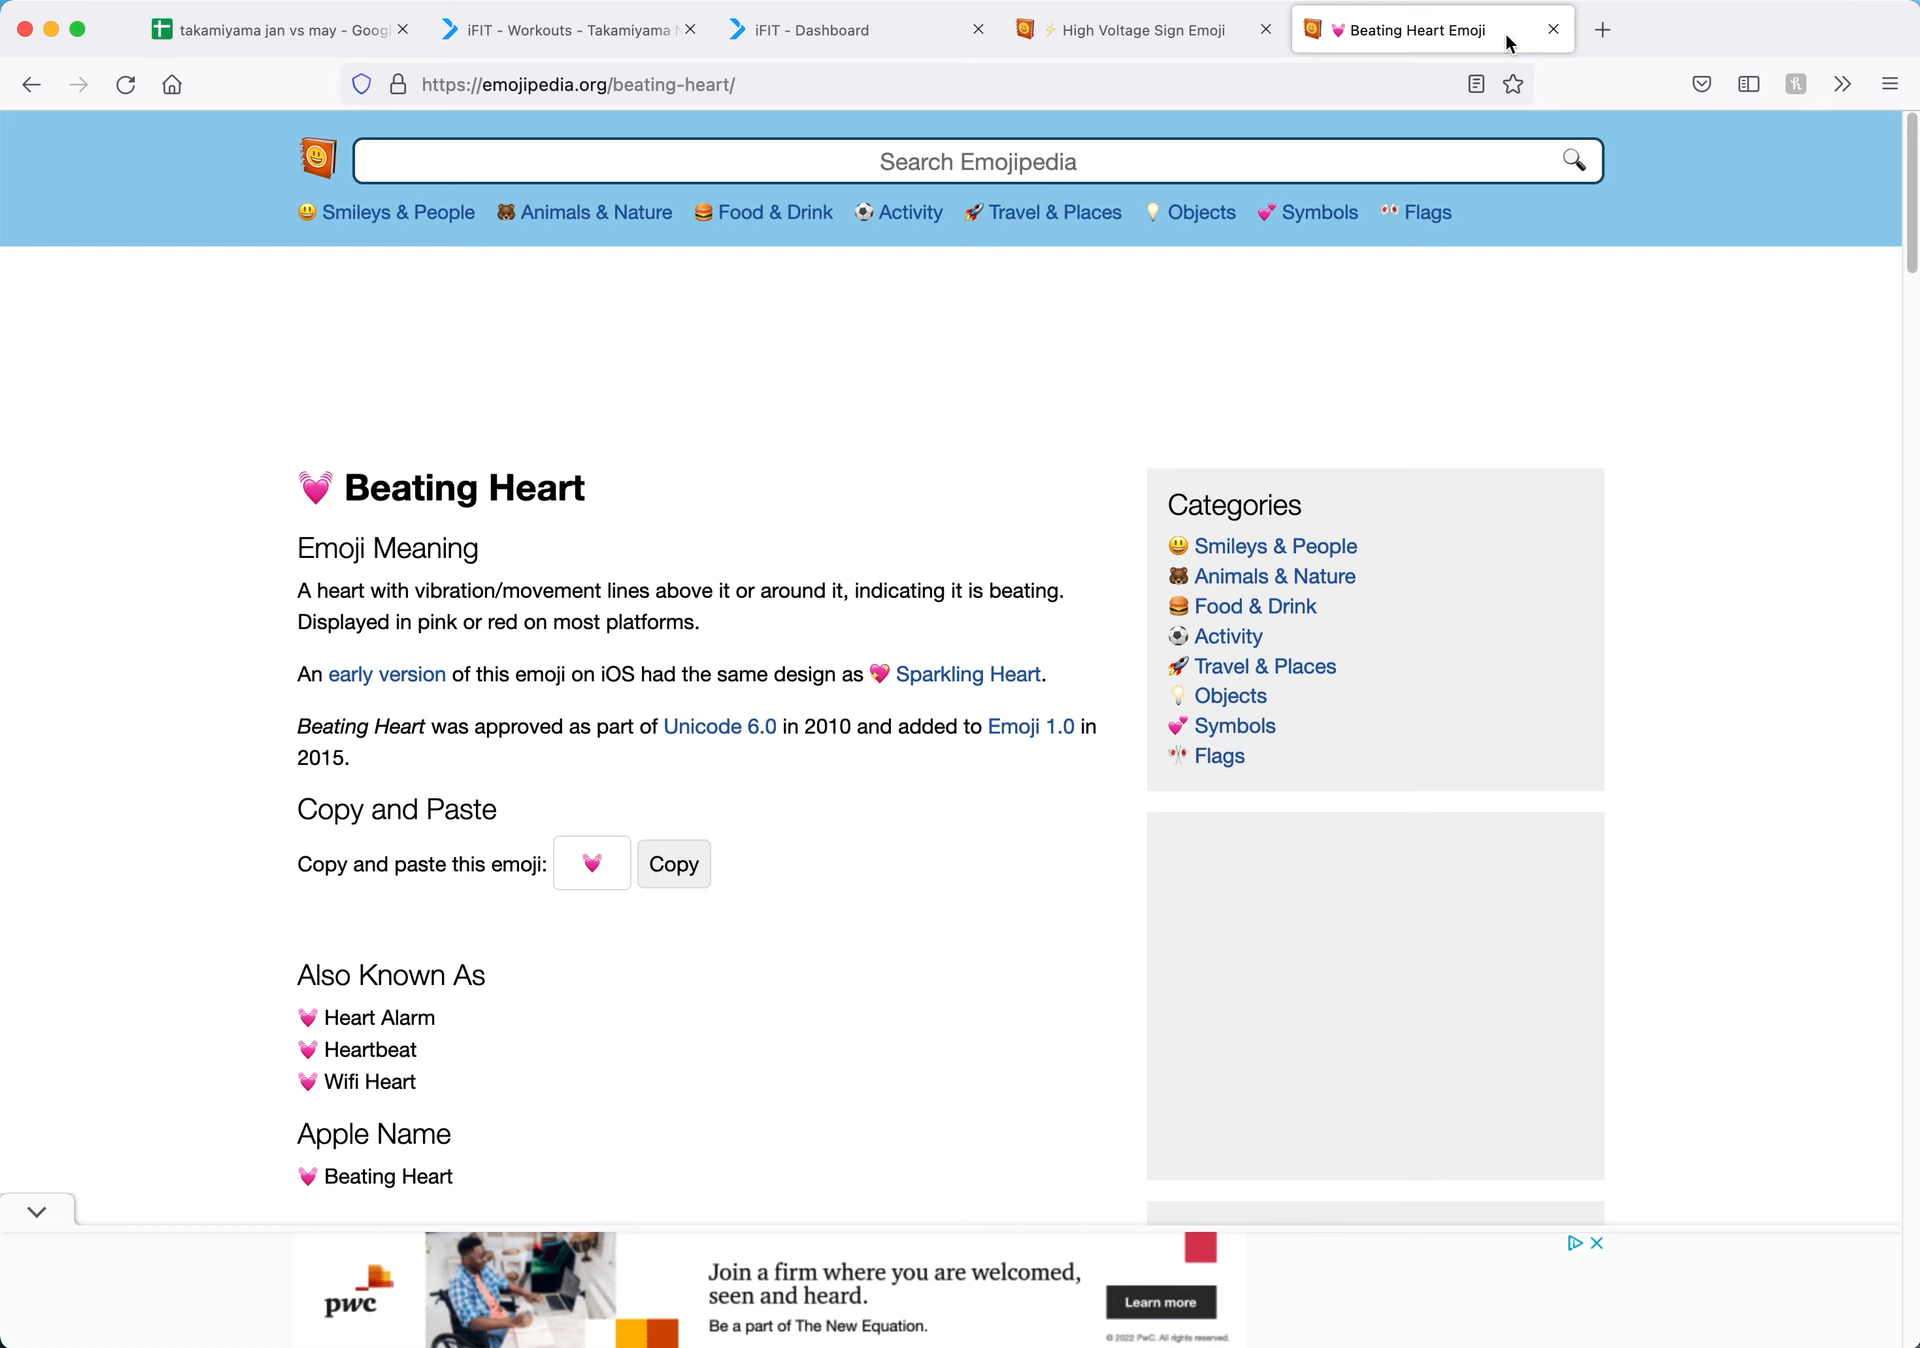 takamiyama jan vs may - Goog
iFIT - Workouts - Takamiyama
iFIT - Dashboard
⚡ High Voltage Sign Emoji
💓 Beating Heart Emoji
https://emojipedia.org/beating-heart/
Search Emojipedia
😃 Smileys & People 🐻 Animals & Nature 🍔 Food & Drink ⚽ Activity 🚀 Travel & Places 💡 Objects 💕 Symbols 🎌 Flags
💓 Beating Heart
Emoji Meaning
A heart with vibration/movement lines above it or around it, indicating it is beating.
Displayed in pink or red on most platforms.
An early version of this emoji on iOS had the same design as 💖 Sparkling Heart.
Beating Heart was approved as part of Unicode 6.0 in 2010 and added to Emoji 1.0 in
2015.
Copy and Paste
Copy and paste this emoji: 💓 Copy
Also Known As
💓 Heart Alarm
💓 Heartbeat
💓 Wifi Heart
Apple Name
💓 Beating Heart
Categories
😃 Smileys & People
🐻 Animals & Nature
🍔 Food & Drink
⚽ Activity
🚀 Travel & Places
💡 Objects
💕 Symbols
🎌 Flags
pwc
Join a firm where you are welcomed,
seen and heard.
Be a part of The New Equation.
Learn more
© 2022 PwC. All rights reserved.